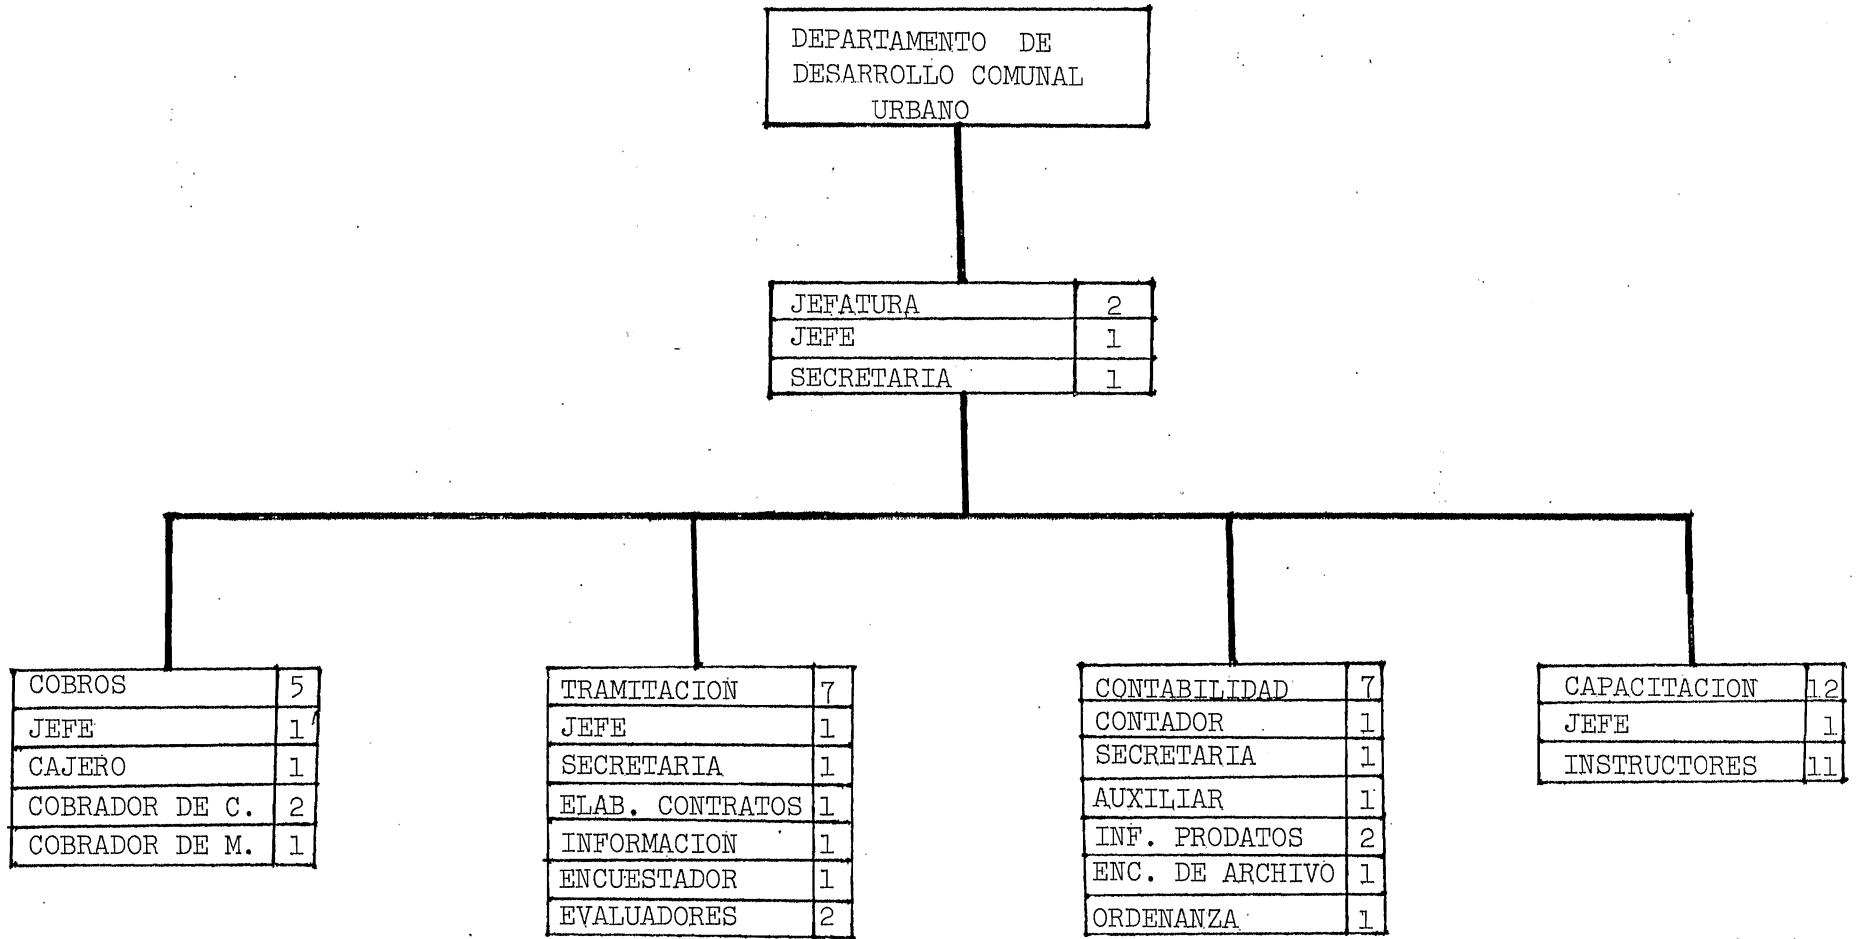 DEPARTAMENTO DE
DESARROLLO COMUNAL
URBANO
JEFATURA 2
JEFE 1
SECRETARIA 1
COBROS 5
JEFE 1
CAJERO 1
COBRADOR DE C. 2
COBRADOR DE M. 1
TRAMITACION 7
JEFE 1
SECRETARIA 1
ELAB. CONTRATOS 1
INFORMACION 1
ENCUESTADOR 1
EVALUADORES 2
CONTABILIDAD 7
CONTADOR 1
SECRETARIA 1
AUXILIAR 1
INF. PRODATOS 2
ENC. DE ARCHIVO 1
ORDENANZA 1
CAPACITACION 12
JEFE 1
INSTRUCTORES 11